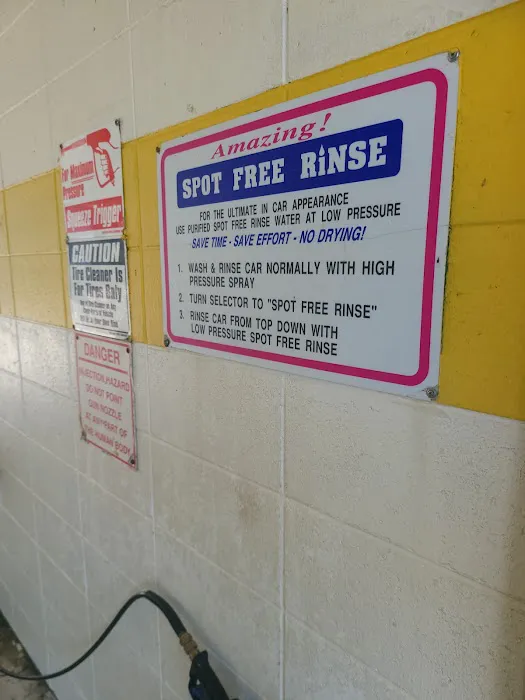 For Maximum
Pressure
Squeeze Trigger
CAUTION
Tire Cleaner Is
For Tires Only
DANGER
INJECTION HAZARD
DO NOT POINT
GUN NOZZLE
AT ANY PART OF
THE HUMAN BODY
Amazing!
SPOT FREE RiNSE
FOR THE ULTIMATE IN CAR APPEARANCE
USE PURIFIED SPOT FREE RINSE WATER AT LOW PRESSURE
SAVE TIME - SAVE EFFORT - NO DRYING!
1. WASH & RINSE CAR NORMALLY WITH HIGH
PRESSURE SPRAY
2. TURN SELECTOR TO "SPOT FREE RINSE"
3. RINSE CAR FROM TOP DOWN WITH
LOW PRESSURE SPOT FREE RINSE